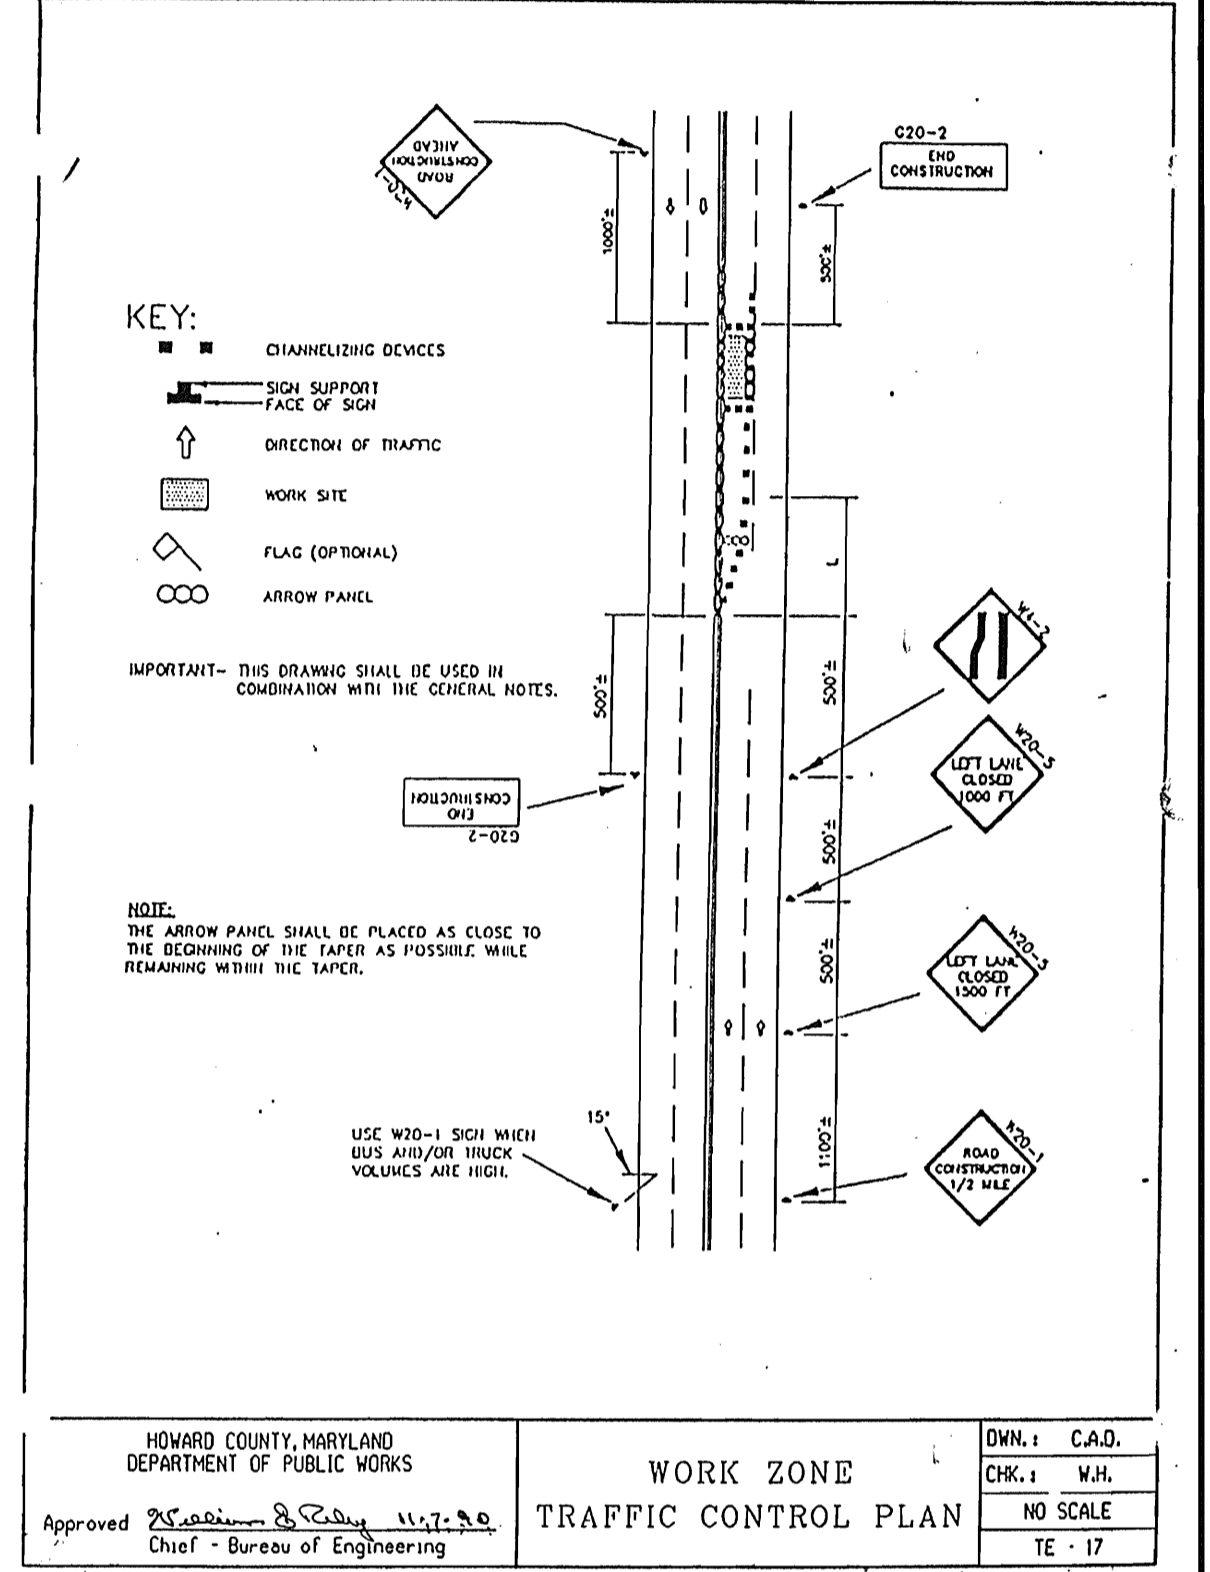 ROAD
CONSTRUCTION
AHEAD
W20-1
G20-2
END
CONSTRUCTION
1000'±
500'±
KEY:
CHANNELIZING DEVICES
SIGN SUPPORT
FACE OF SIGN
DIRECTION OF TRAFFIC
WORK SITE
FLAG (OPTIONAL)
ARROW PANEL
IMPORTANT- THIS DRAWING SHALL BE USED IN
COMBINATION WITH THE GENERAL NOTES.
L
W4-2
500'±
500'±
W20-5
LEFT LANE
CLOSED
1000 FT
END
CONSTRUCTION
G20-2
500'±
NOTE:
THE ARROW PANEL SHALL BE PLACED AS CLOSE TO
THE BEGINNING OF THE TAPER AS POSSIBLE WHILE
REMAINING WITHIN THE TAPER.
500'±
W20-5
LEFT LANE
CLOSED
1500 FT
15°
USE W20-1 SIGN WHEN
BUS AND/OR TRUCK
VOLUMES ARE HIGH.
1100'±
W20-1
ROAD
CONSTRUCTION
1/2 MILE
HOWARD COUNTY, MARYLAND
DEPARTMENT OF PUBLIC WORKS
Approved William E Riley 11-7-90
Chief - Bureau of Engineering
WORK ZONE
TRAFFIC CONTROL PLAN
DWN.: C.A.D.
CHK.: W.H.
NO SCALE
TE - 17